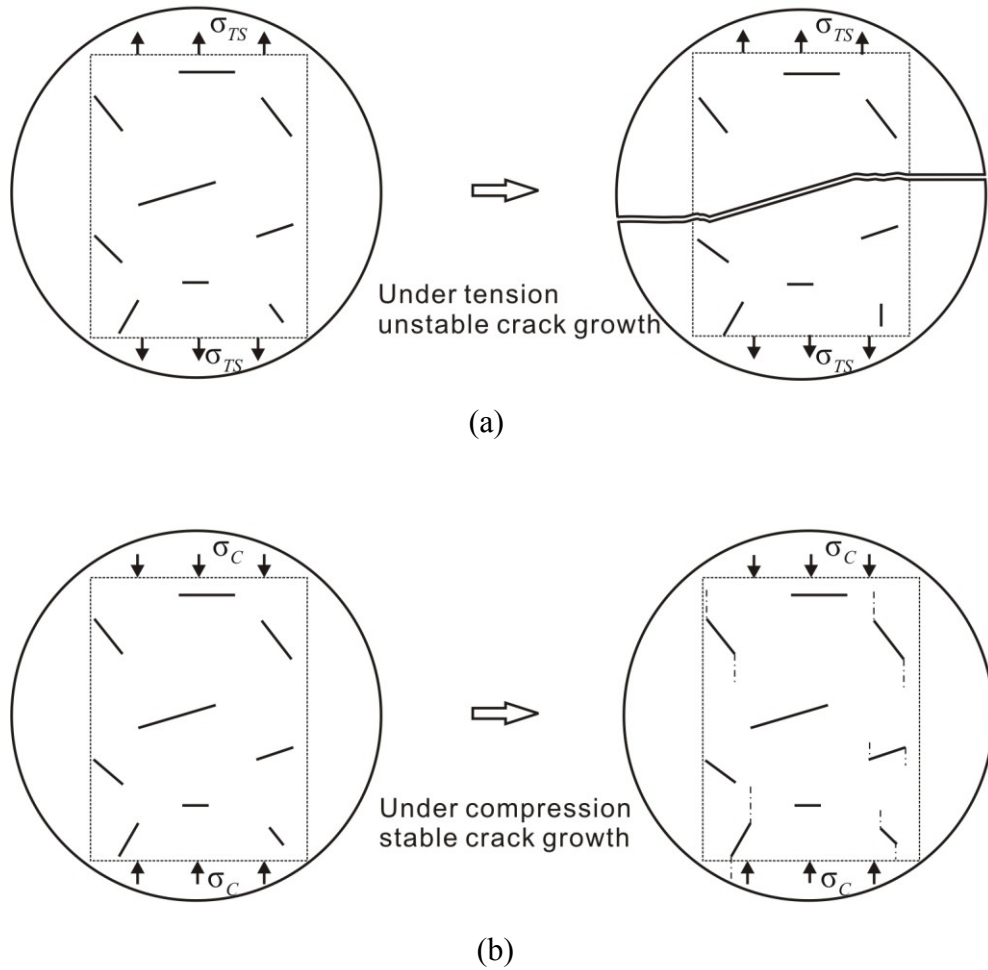 σTS σTS
Under tension
unstable crack growth
σTS σTS
(a)
σC σC
Under compression
stable crack growth
σC σC
(b)